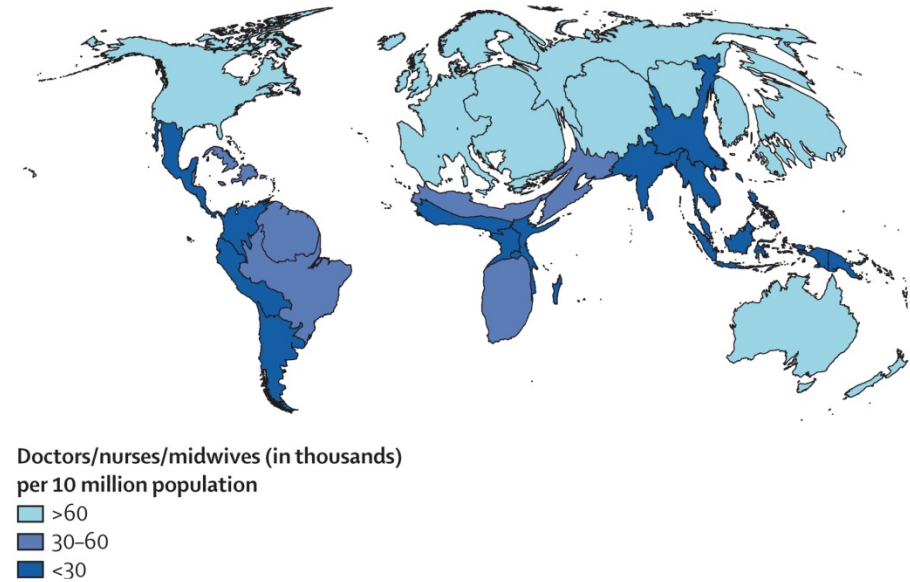 Doctors/nurses/midwives (in thousands)
per 10 million population
>60
30–60
<30